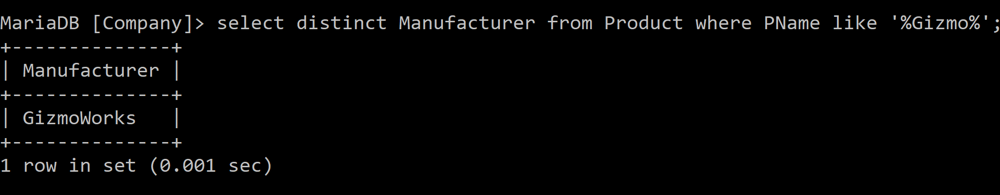 MariaDB [Company]> select distinct Manufacturer from Product where PName like '%Gizmo%';
+--------------+
| Manufacturer |
+--------------+
| GizmoWorks   |
+--------------+
1 row in set (0.001 sec)